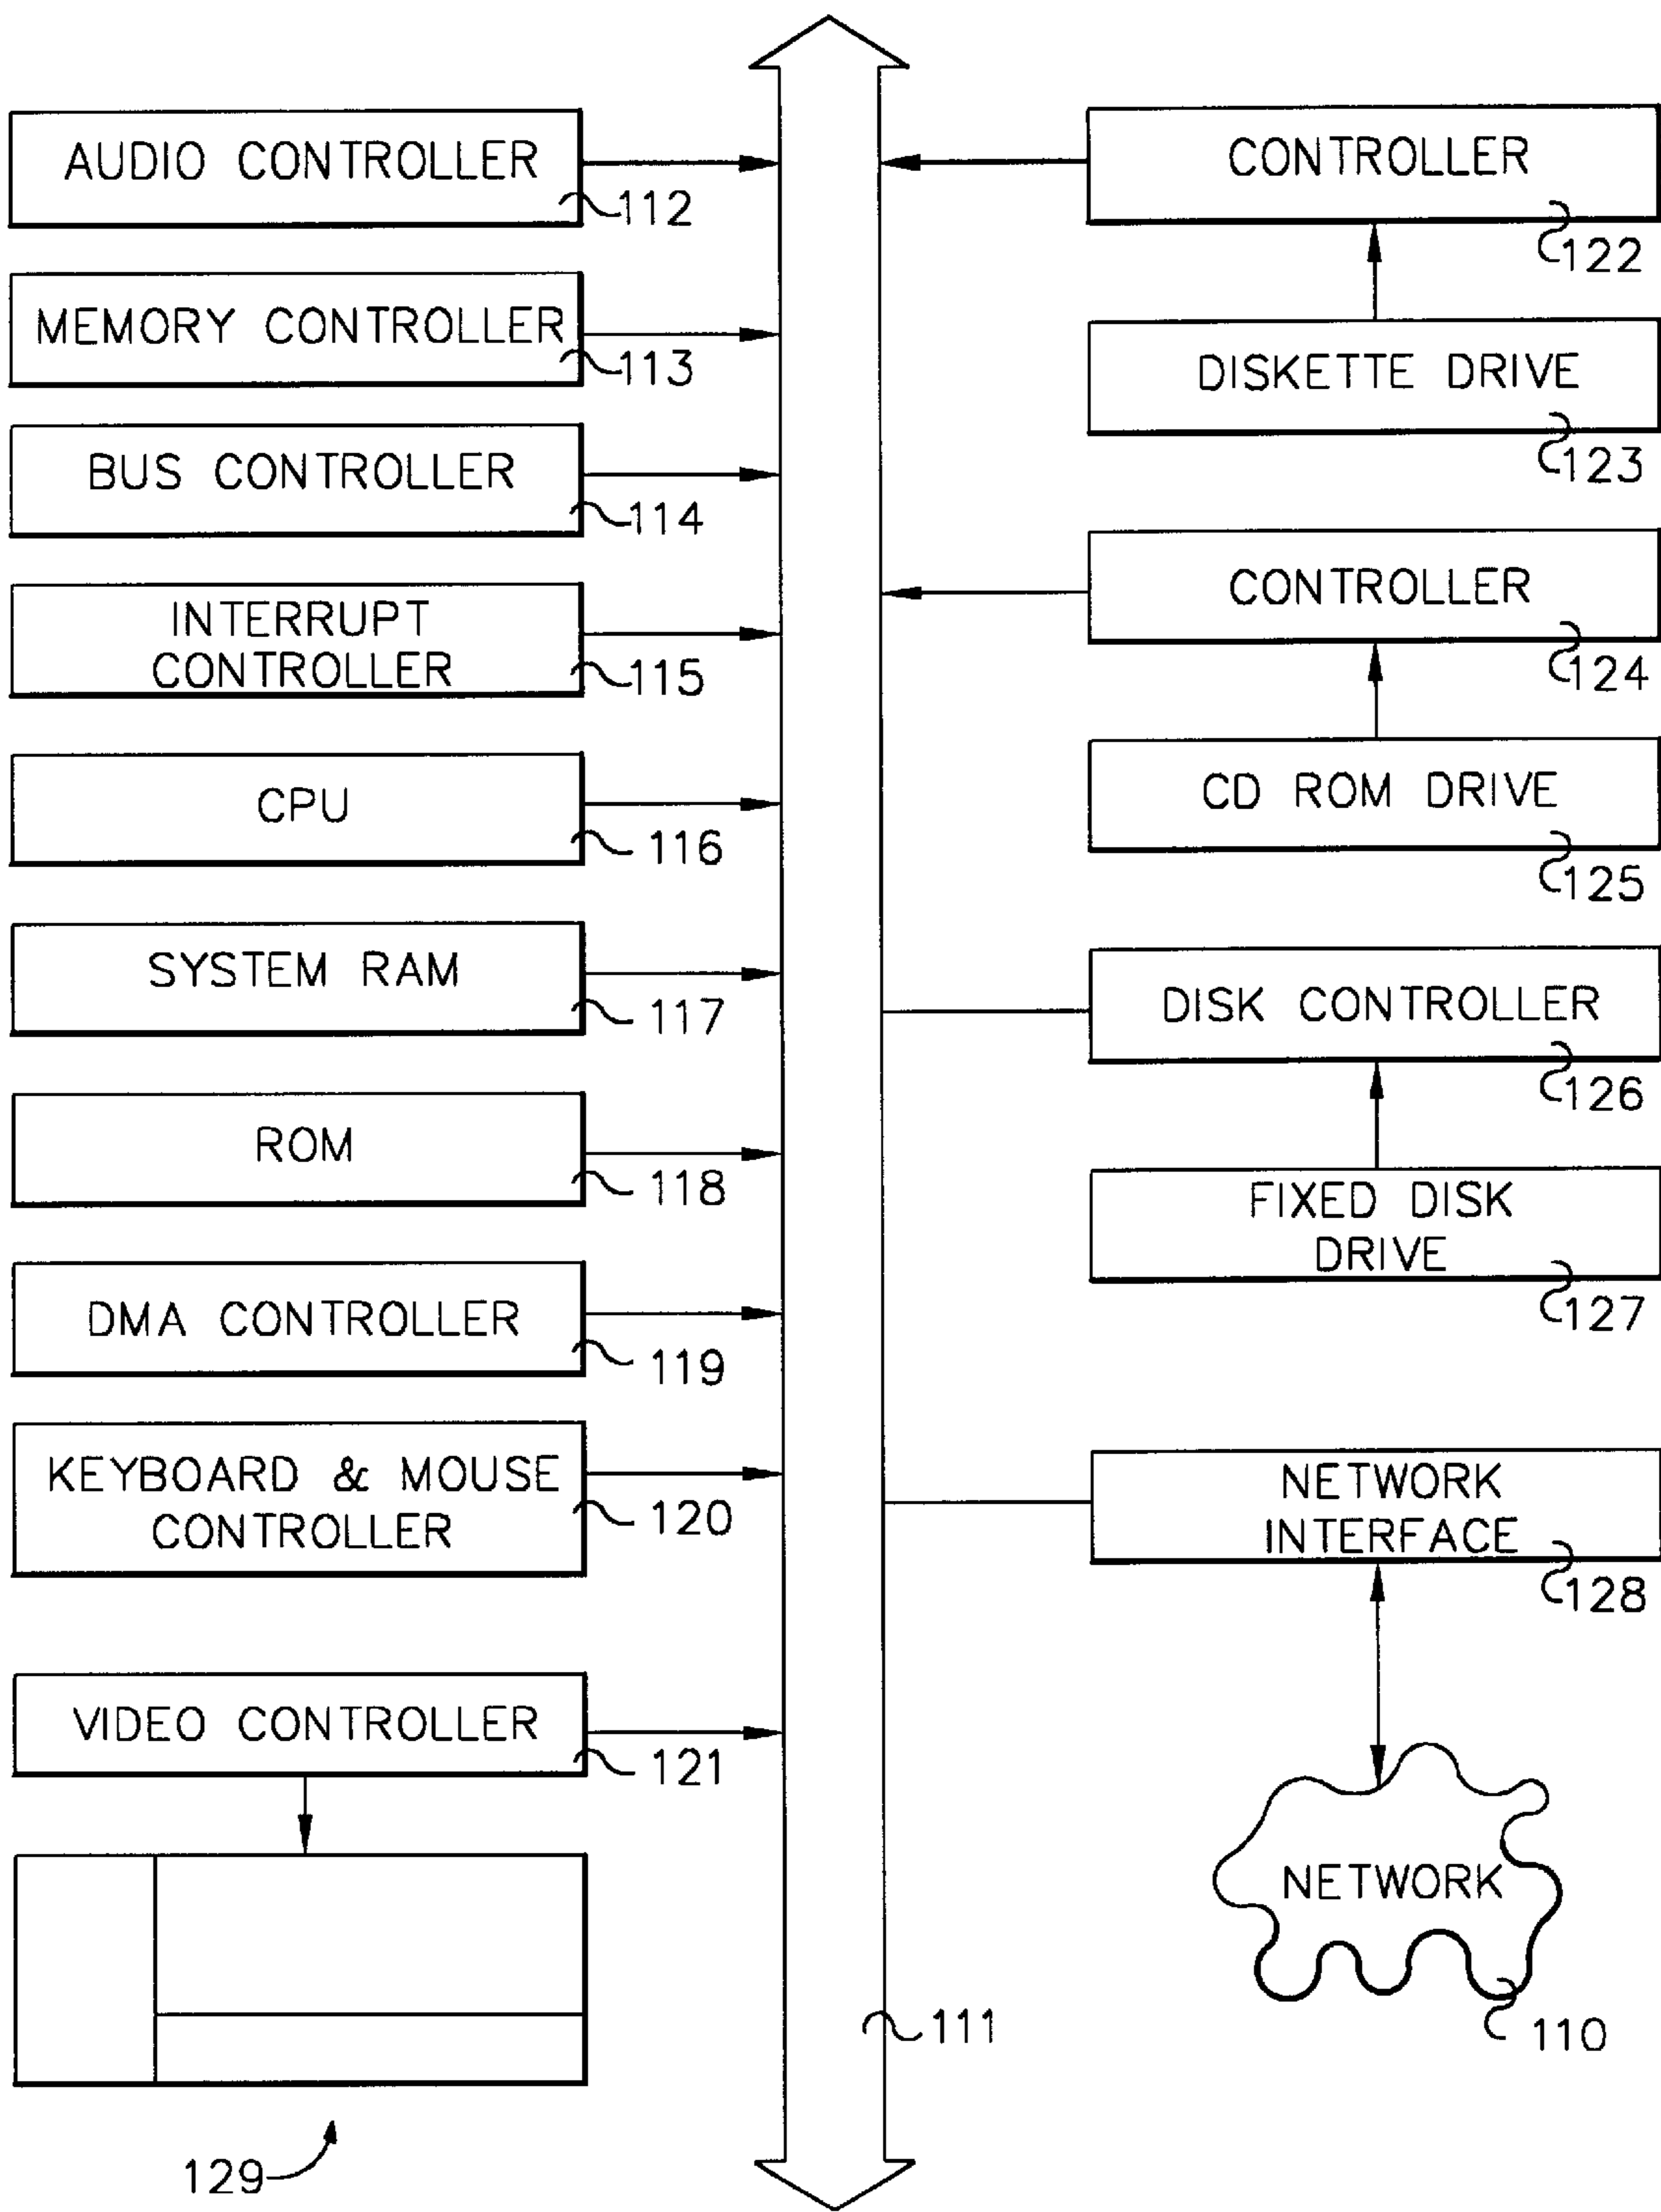 AUDIO CONTROLLER
112
MEMORY CONTROLLER
113
BUS CONTROLLER
114
INTERRUPT
CONTROLLER
115
CPU
116
SYSTEM RAM
117
ROM
118
DMA CONTROLLER
119
KEYBOARD & MOUSE
CONTROLLER
120
VIDEO CONTROLLER
121
129
111
CONTROLLER
122
DISKETTE DRIVE
123
CONTROLLER
124
CD ROM DRIVE
125
DISK CONTROLLER
126
FIXED DISK
DRIVE
127
NETWORK
INTERFACE
128
NETWORK
110